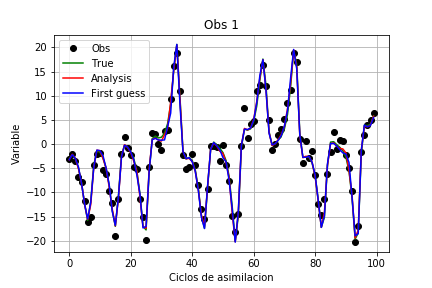 Obs 1
Obs
True
Analysis
First guess
Variable
20
15
10
5
0
−5
−10
−15
−20
0
20
40
60
80
100
Ciclos de asimilacion